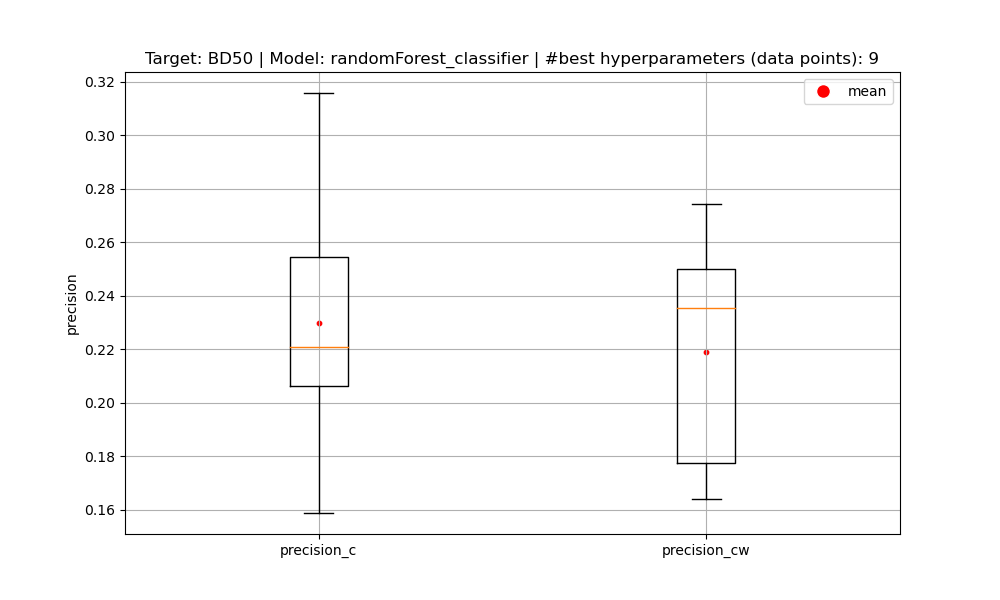 Target: BD50 | Model: randomForest_classifier | #best hyperparameters (data points): 9
mean
0.32
0.30
0.28
0.26
0.24
0.22
0.20
0.18
0.16
precision
precision_c
precision_cw